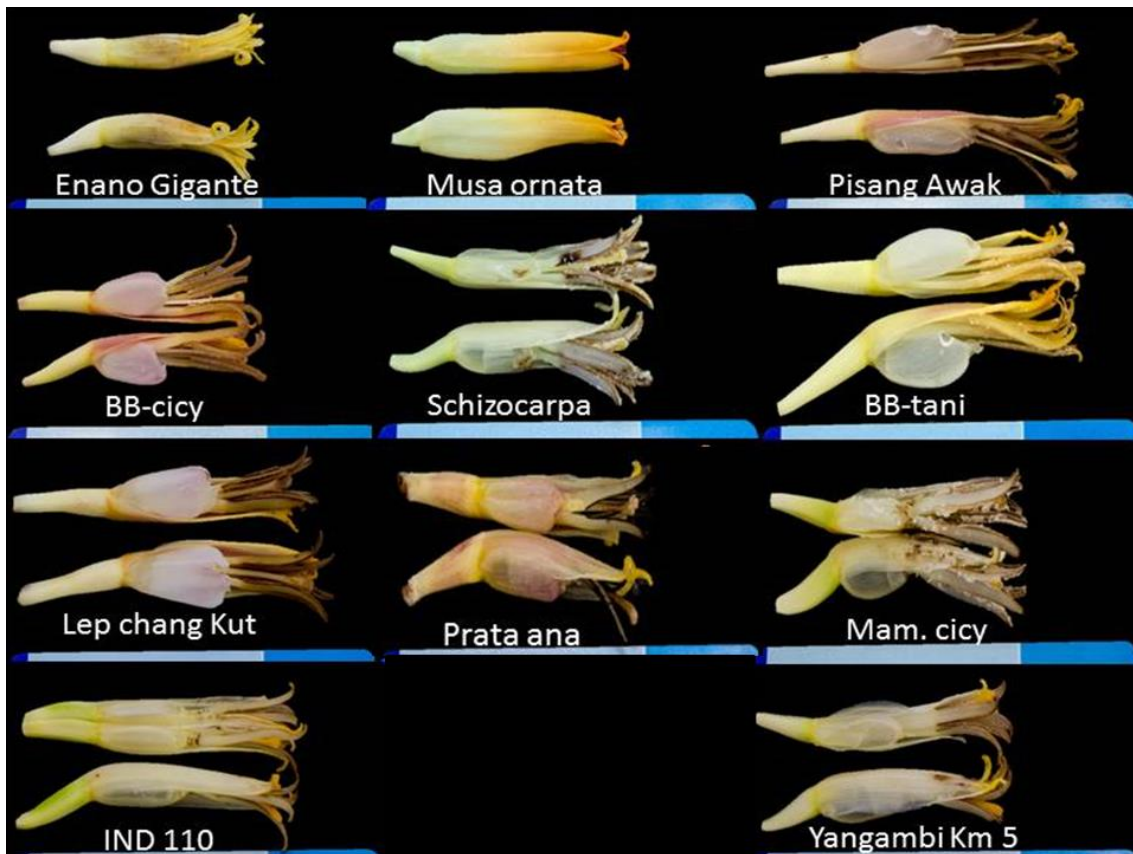 Enano Gigante
Musa ornata
Pisang Awak
BB-cicy
Schizocarpa
BB-tani
Lep chang Kut
Prata ana
Mam. cicy
IND 110
Yangambi Km 5